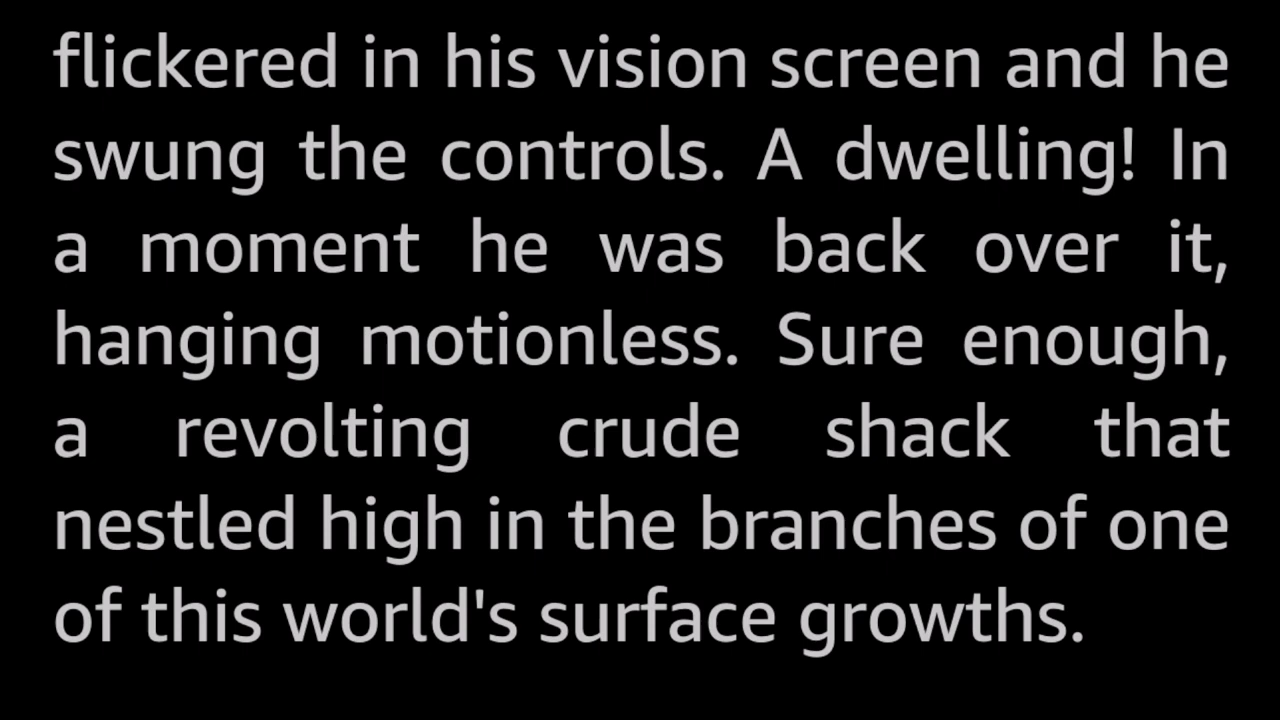 flickered in his vision screen and he
swung the controls. A dwelling! In
a moment he was back over it,
hanging motionless. Sure enough,
a revolting crude shack that
nestled high in the branches of one
of this world's surface growths.